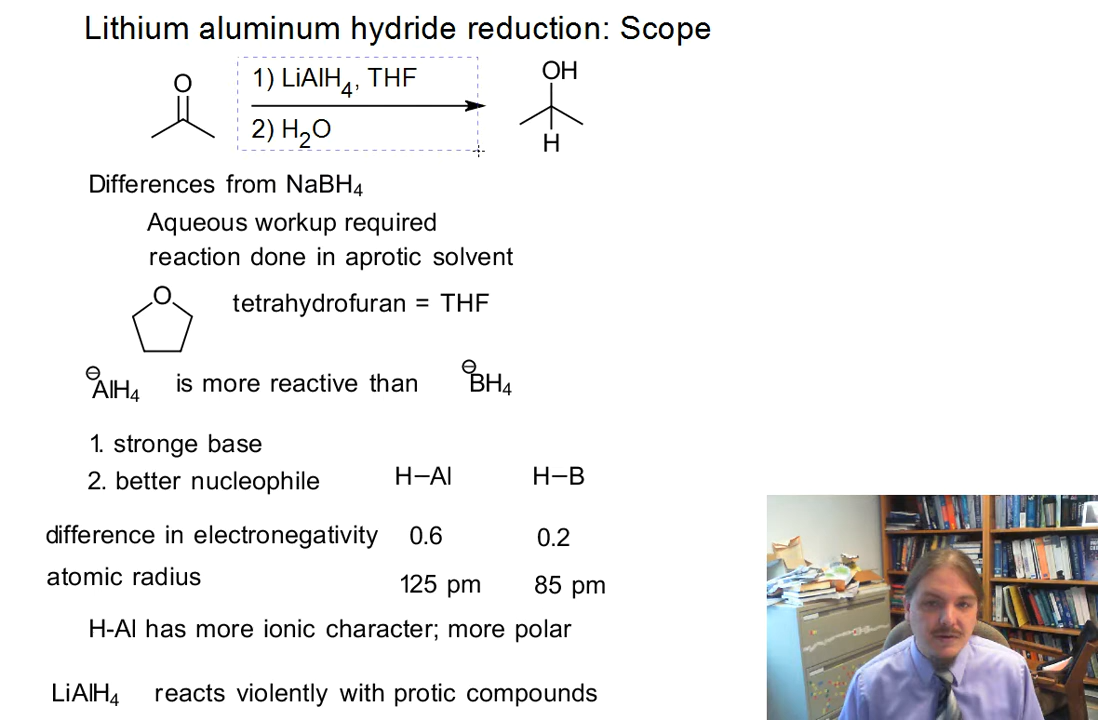 Lithium aluminum hydride reduction: Scope
O
1) LiAlH4, THF
2) H2O
OH
H
Differences from NaBH4
Aqueous workup required
reaction done in aprotic solvent
O
tetrahydrofuran = THF
⊖AlH4 is more reactive than ⊖BH4
1. stronge base
2. better nucleophile H–Al H–B
difference in electronegativity 0.6 0.2
atomic radius 125 pm 85 pm
H-Al has more ionic character; more polar
LiAlH4 reacts violently with protic compounds